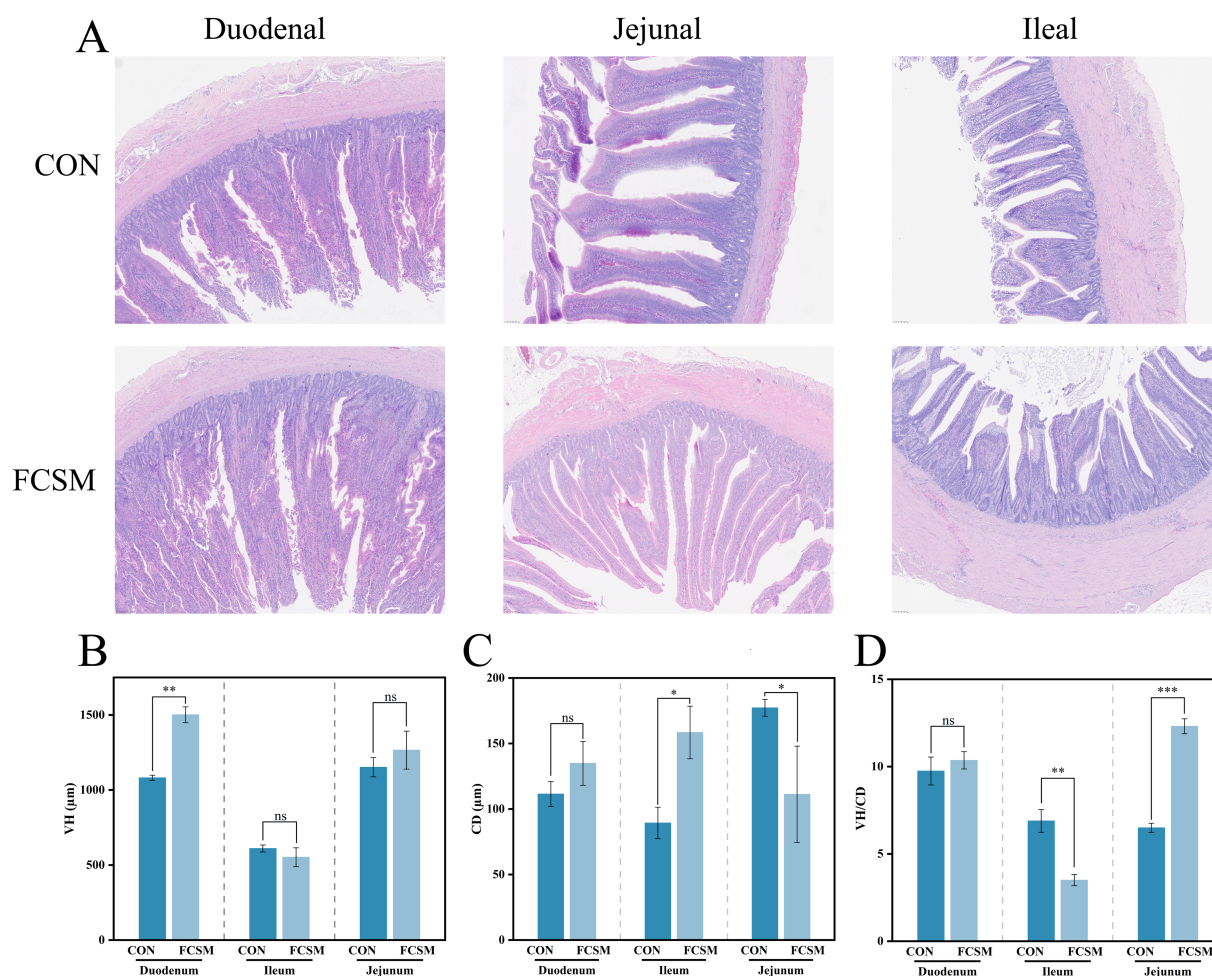 A
Duodenal
Jejunal
Ileal
CON
FCSM
B
VH (μm)
1500
1000
500
0
**
ns
ns
CON FCSM CON FCSM CON FCSM
Duodenum Ileum Jejunum
C
CD (μm)
200
150
100
50
0
ns
*
*
CON FCSM CON FCSM CON FCSM
Duodenum Ileum Jejunum
D
VH/CD
15
10
5
0
ns
**
***
CON FCSM CON FCSM CON FCSM
Duodenum Ileum Jejunum